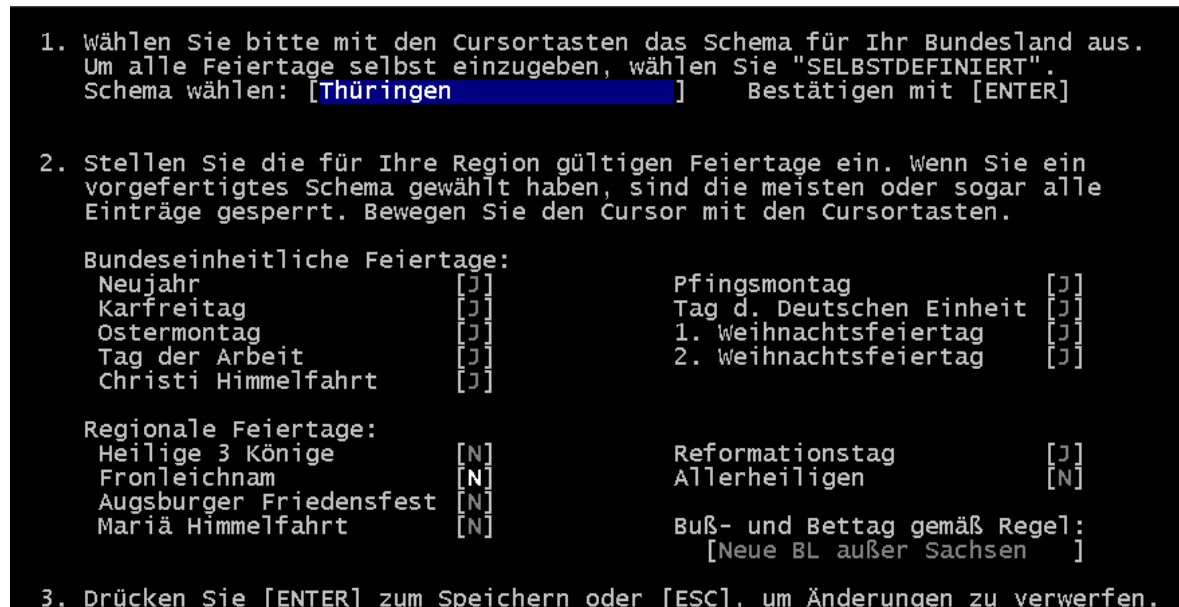 1. Wählen Sie bitte mit den Cursortasten das Schema für Ihr Bundesland aus.
Um alle Feiertage selbst einzugeben, wählen Sie "SELBSTDEFINIERT".
Schema wählen: [Thüringen] Bestätigen mit [ENTER]
2. Stellen Sie die für Ihre Region gültigen Feiertage ein. Wenn Sie ein
vorgefertigtes Schema gewählt haben, sind die meisten oder sogar alle
Einträge gesperrt. Bewegen Sie den Cursor mit den Cursortasten.
Bundeseinheitliche Feiertage:
Neujahr [J] Pfingsmontag [J]
Karfreitag [J] Tag d. Deutschen Einheit [J]
Ostermontag [J] 1. Weihnachtsfeiertag [J]
Tag der Arbeit [J] 2. Weihnachtsfeiertag [J]
Christi Himmelfahrt [J]
Regionale Feiertage:
Heilige 3 Könige [N] Reformationstag [J]
Fronleichnam [N] Allerheiligen [N]
Augsburger Friedensfest [N]
Mariä Himmelfahrt [N] Buß- und Bettag gemäß Regel:
[Neue BL außer Sachsen ]
3. Drücken Sie [ENTER] zum Speichern oder [ESC], um Änderungen zu verwerfen.